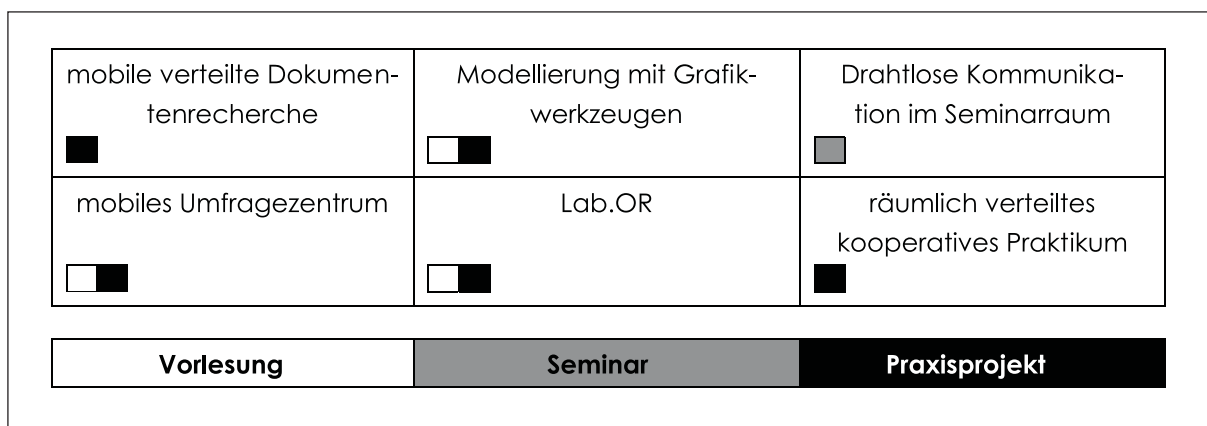 mobile verteilte Dokumen-
tenrecherche
Modellierung mit Grafik-
werkzeugen
Drahtlose Kommunika-
tion im Seminarraum
mobiles Umfragezentrum
Lab.OR
räumlich verteiltes
kooperatives Praktikum
Vorlesung
Seminar
Praxisprojekt